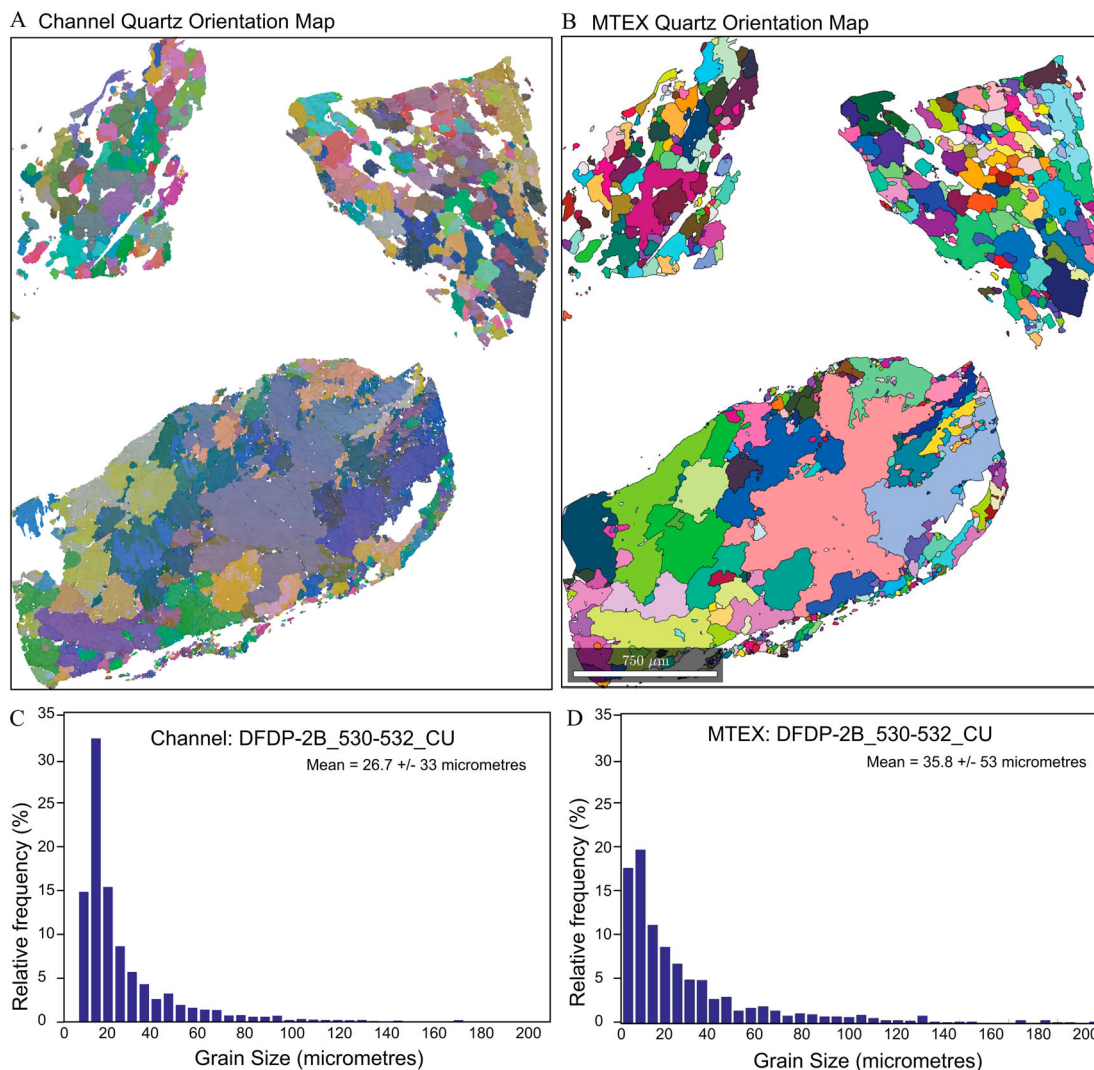 A Channel Quartz Orientation Map
B MTEX Quartz Orientation Map
750 μm
C
Channel: DFDP-2B_530-532_CU
Mean = 26.7 +/- 33 micrometres
Relative frequency (%)
35
30
25
20
15
10
5
0
0 20 40 60 80 100 120 140 160 180 200
Grain Size (micrometres)
D
MTEX: DFDP-2B_530-532_CU
Mean = 35.8 +/- 53 micrometres
Relative frequency (%)
35
30
25
20
15
10
5
0
0 20 40 60 80 100 120 140 160 180 200
Grain Size (micrometres)